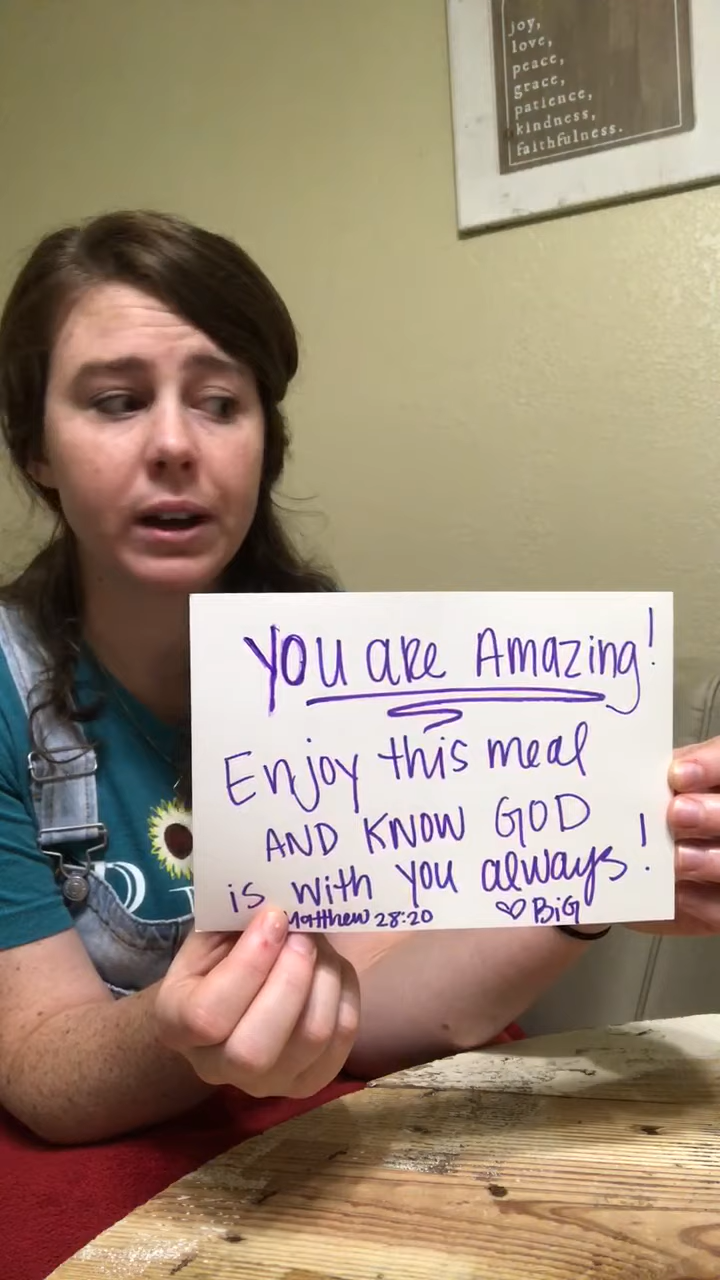 joy,
love,
peace,
grace,
patience,
kindness,
faithfulness.
YOU are Amazing!
Enjoy this meal
AND KNOW GOD
is with you always!
Matthew 28:20 ♡ BiG